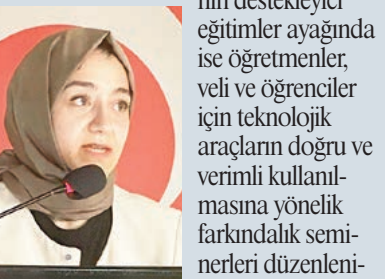 nin destekleyici
eğitimler ayağında
ise öğretmenler,
veli ve öğrenciler
için teknolojik
araçların doğru ve
verimli kullanıl-
masına yönelik
farkındalık semi-
nerleri düzenleni-